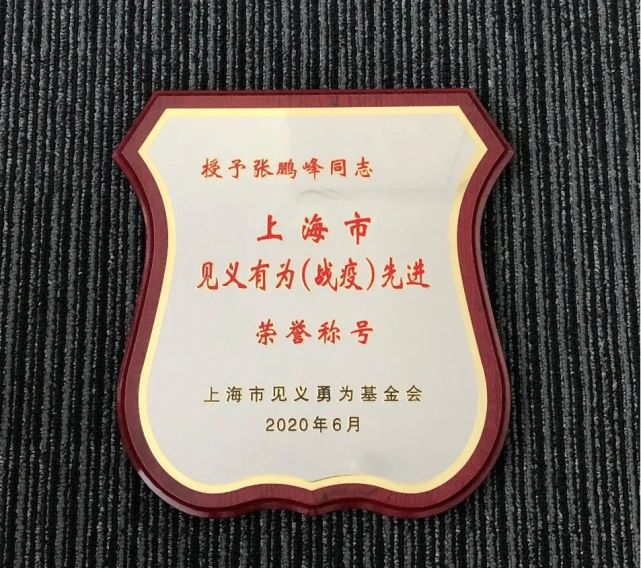 授予张鹏峰同志
上海市
见义有为(战疫)先进
荣誉称号
上海市见义勇为基金会
2020年6月